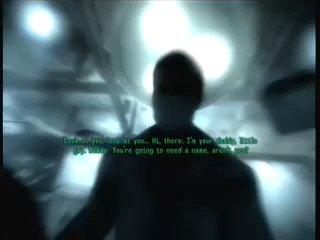 Look at you, look at you... Hi, there. I'm your daddy, little
guy. Daddy. You're going to need a name, aren't you?